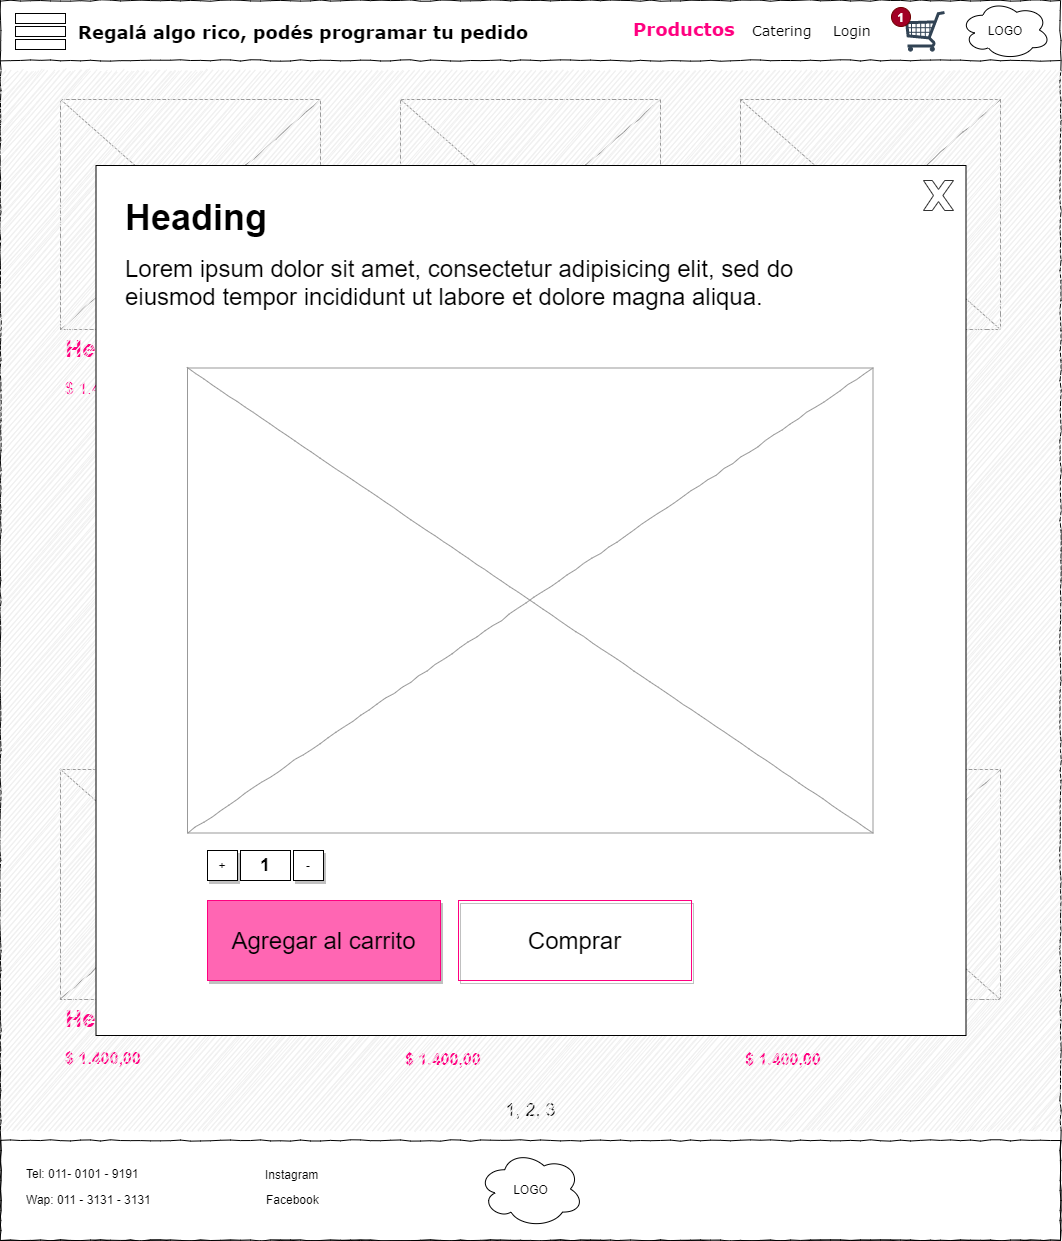 Regalá algo rico, podés programar tu pedido
Productos
Catering
Login
1
LOGO
X
Heading
Lorem ipsum dolor sit amet, consectetur adipisicing elit, sed do
eiusmod tempor incididunt ut labore et dolore magna aliqua.
He
$ 1.4
+
1
-
Agregar al carrito
Comprar
He
$ 1.400,00
$ 1.400,00
$ 1.400,00
1, 2. 3
Tel: 011- 0101 - 9191
Instagram
LOGO
Wap: 011 - 3131 - 3131
Facebook